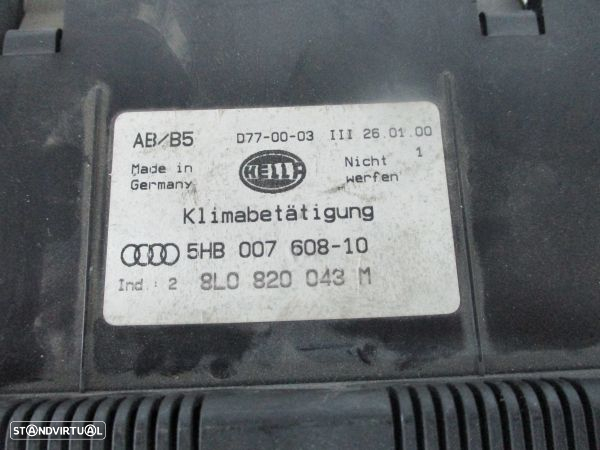 AB/B5 D77-00-03 III 26.01.00
Made in Germany HELLA Nicht werfen 1
Klimabetätigung
5HB 007 608-10
Ind.: 2 8L0 820 043 M
STANDVIRTUAL